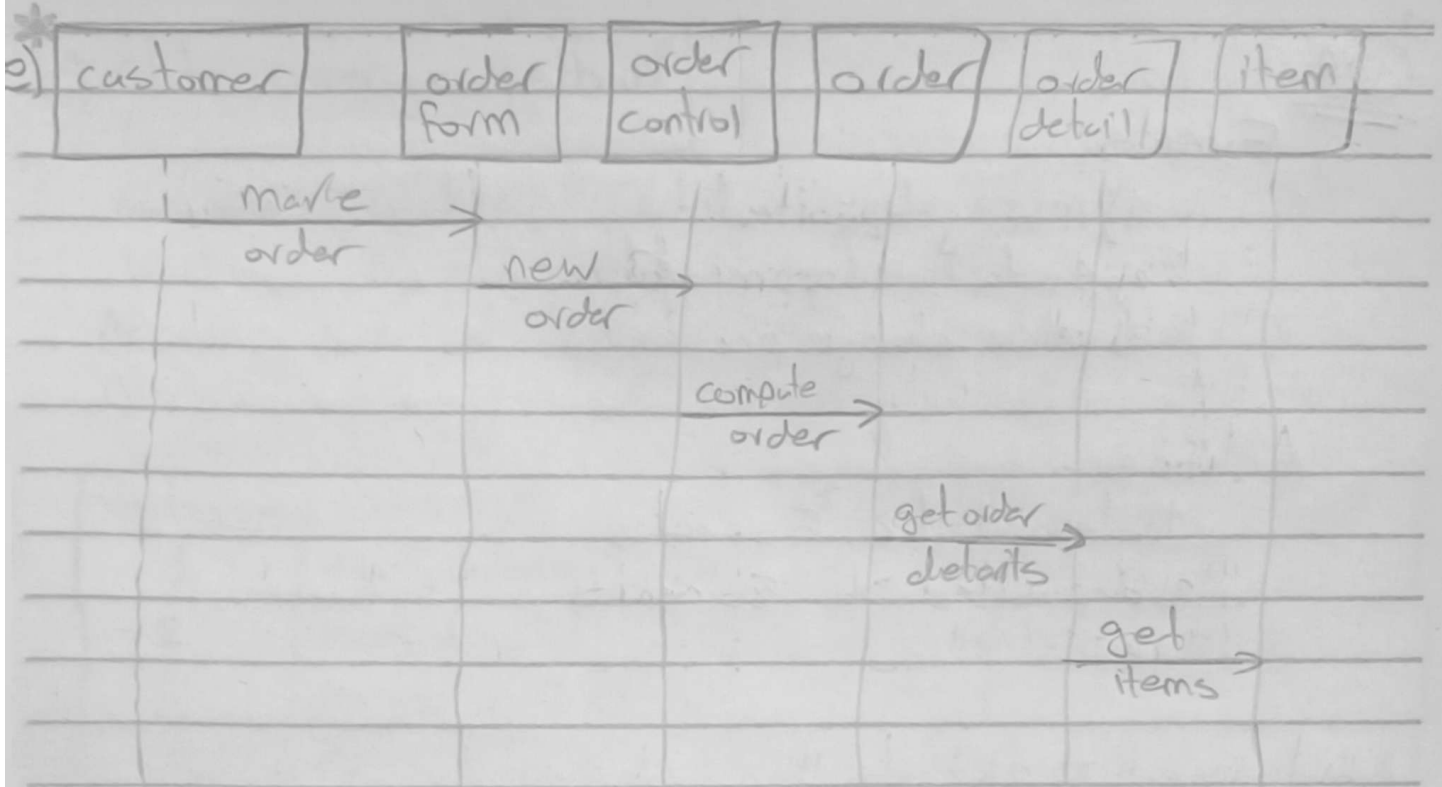 e)
customer
order
form
order
control
order
order
detail
item
make
order
new
order
compute
order
get order
details
get
items